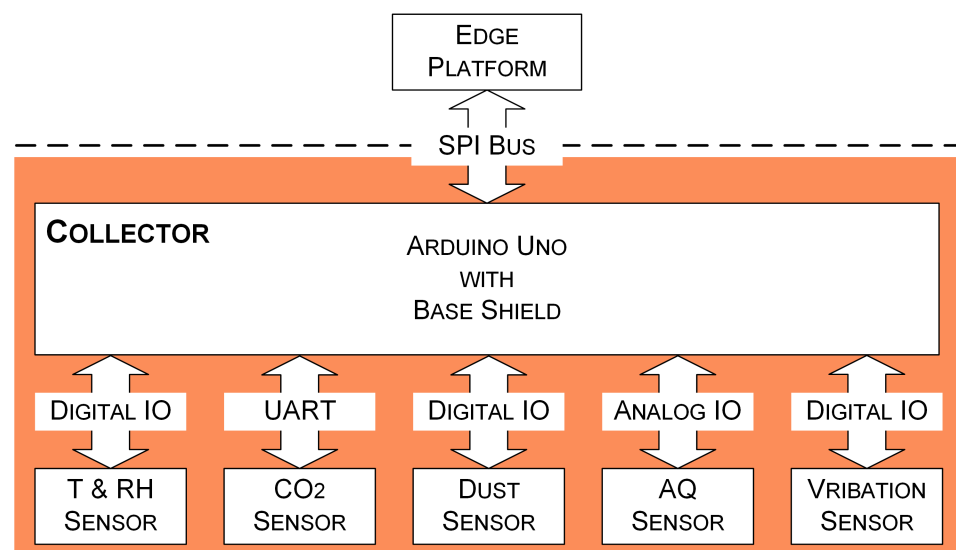 EDGE
PLATFORM
SPI BUS
COLLECTOR
ARDUINO UNO
WITH
BASE SHIELD
DIGITAL IO
UART
DIGITAL IO
ANALOG IO
DIGITAL IO
T & RH
SENSOR
CO2
SENSOR
DUST
SENSOR
AQ
SENSOR
VRIBATION
SENSOR